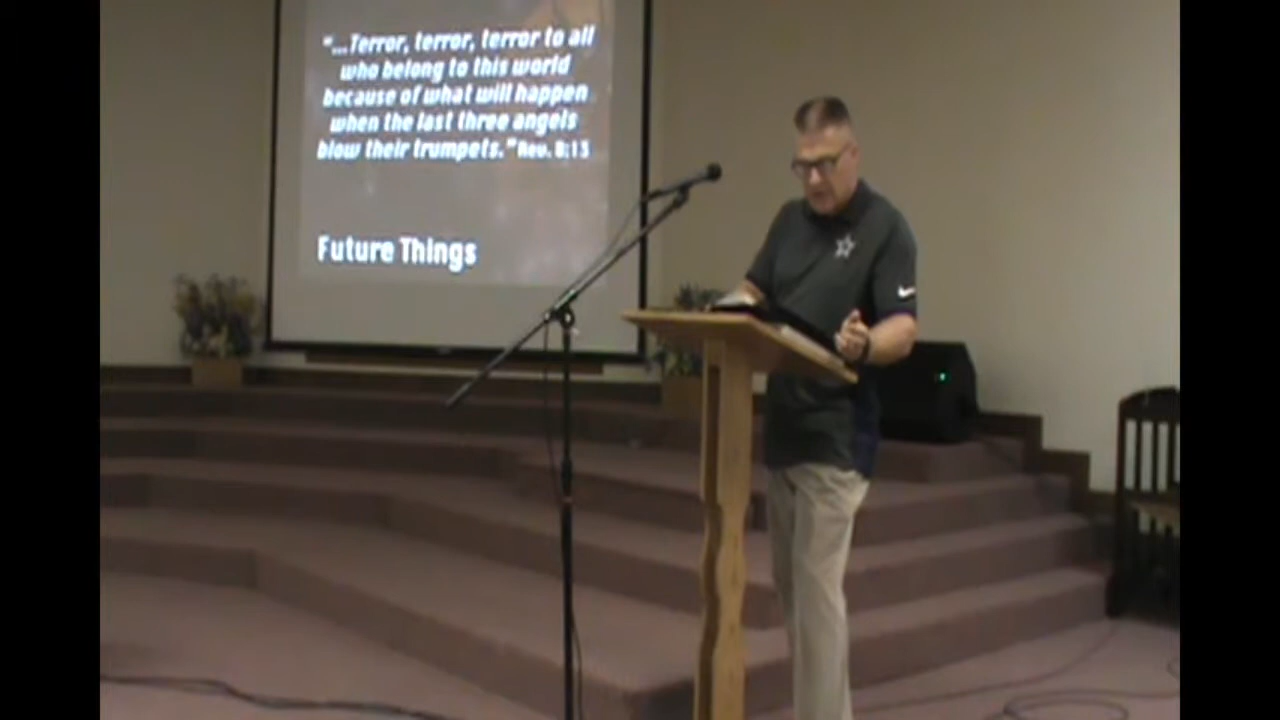 "...Terror, terror, terror to all
who belong to this world
because of what will happen
when the last three angels
blow their trumpets." Rev. 8:13
Future Things